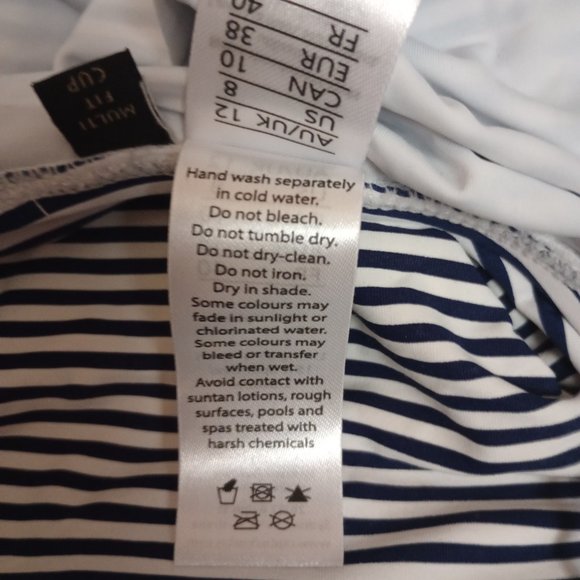 MULTI
FIT
CUP
AU/UK 12
US 8
CAN 10
EUR 38
FR 40
Hand wash separately
in cold water.
Do not bleach.
Do not tumble dry.
Do not dry-clean.
Do not iron.
Dry in shade.
Some colours may
fade in sunlight or
chlorinated water.
Some colours may
bleed or transfer
when wet.
Avoid contact with
suntan lotions, rough
surfaces, pools and
spas treated with
harsh chemicals